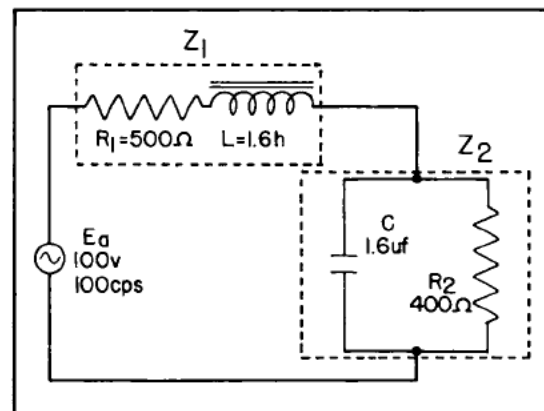 Z1
R1=500Ω L=1.6h
Z2
C
1.6uf
Ea
100v
100cps
R2
400Ω